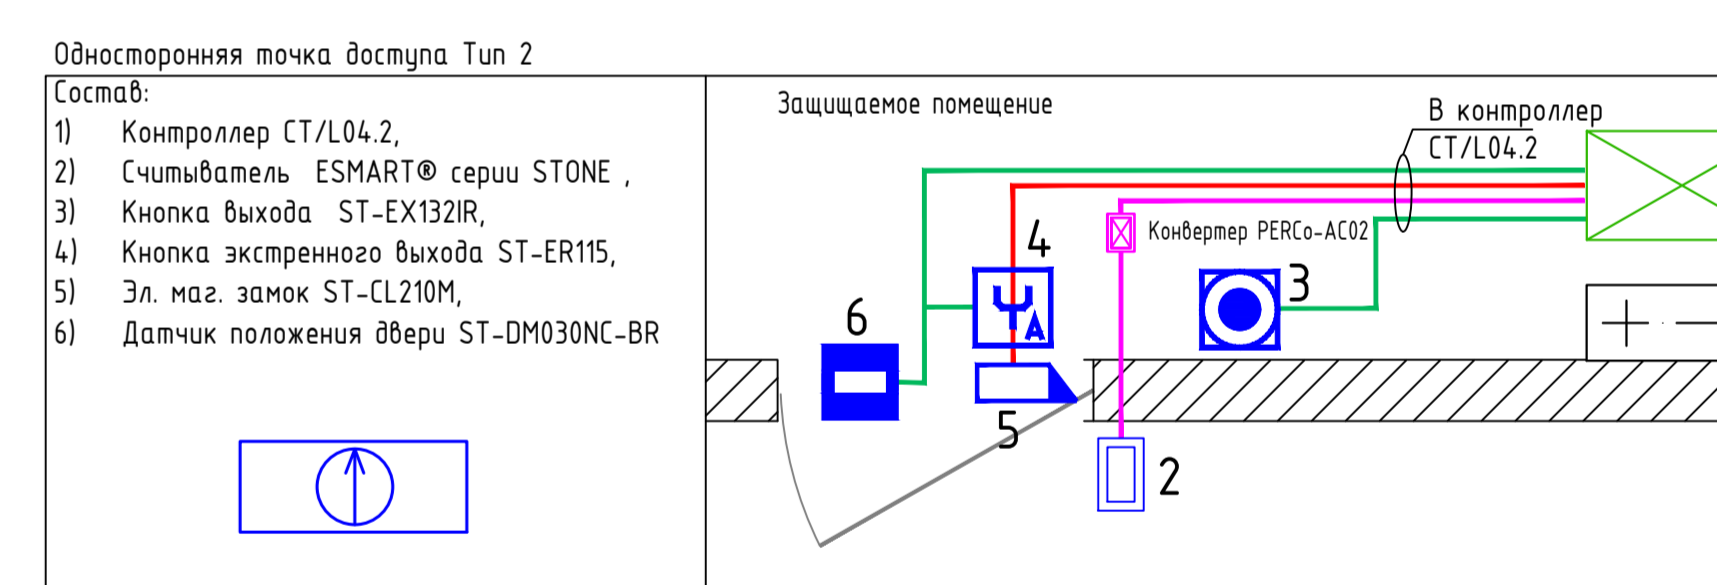 Односторонняя точка доступа Тип 2
Состав:
1) Контроллер CT/L04.2,
2) Считыватель ESMART® серии STONE ,
3) Кнопка выхода ST-EX132IR,
4) Кнопка экстренного выхода ST-ER115,
5) Эл. маг. замок ST-CL210M,
6) Датчик положения двери ST-DM030NC-BR
Защищаемое помещение
В контроллер
CT/L04.2
Конвертер PERCo-AC02
4
3
6
A
5
2
+ -